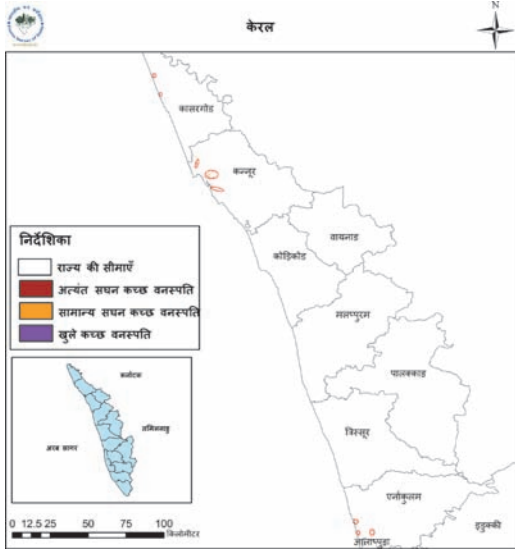 केरल
N
कासरगोड
कन्नूर
वायनाड
कोड़िकोड
मलप्पुरम
पालक्काड़
त्रिस्सूर
एर्नाकुलम
इडुक्की
आलाप्पुझा
निर्देशिका
राज्य की सीमाएँ
अत्यंत सघन कच्छ वनस्पति
सामान्य सघन कच्छ वनस्पति
खुले कच्छ वनस्पति
कर्नाटक
तमिलनाडु
अरब सागर
0 12.5 25 50 75 100
किलोमीटर